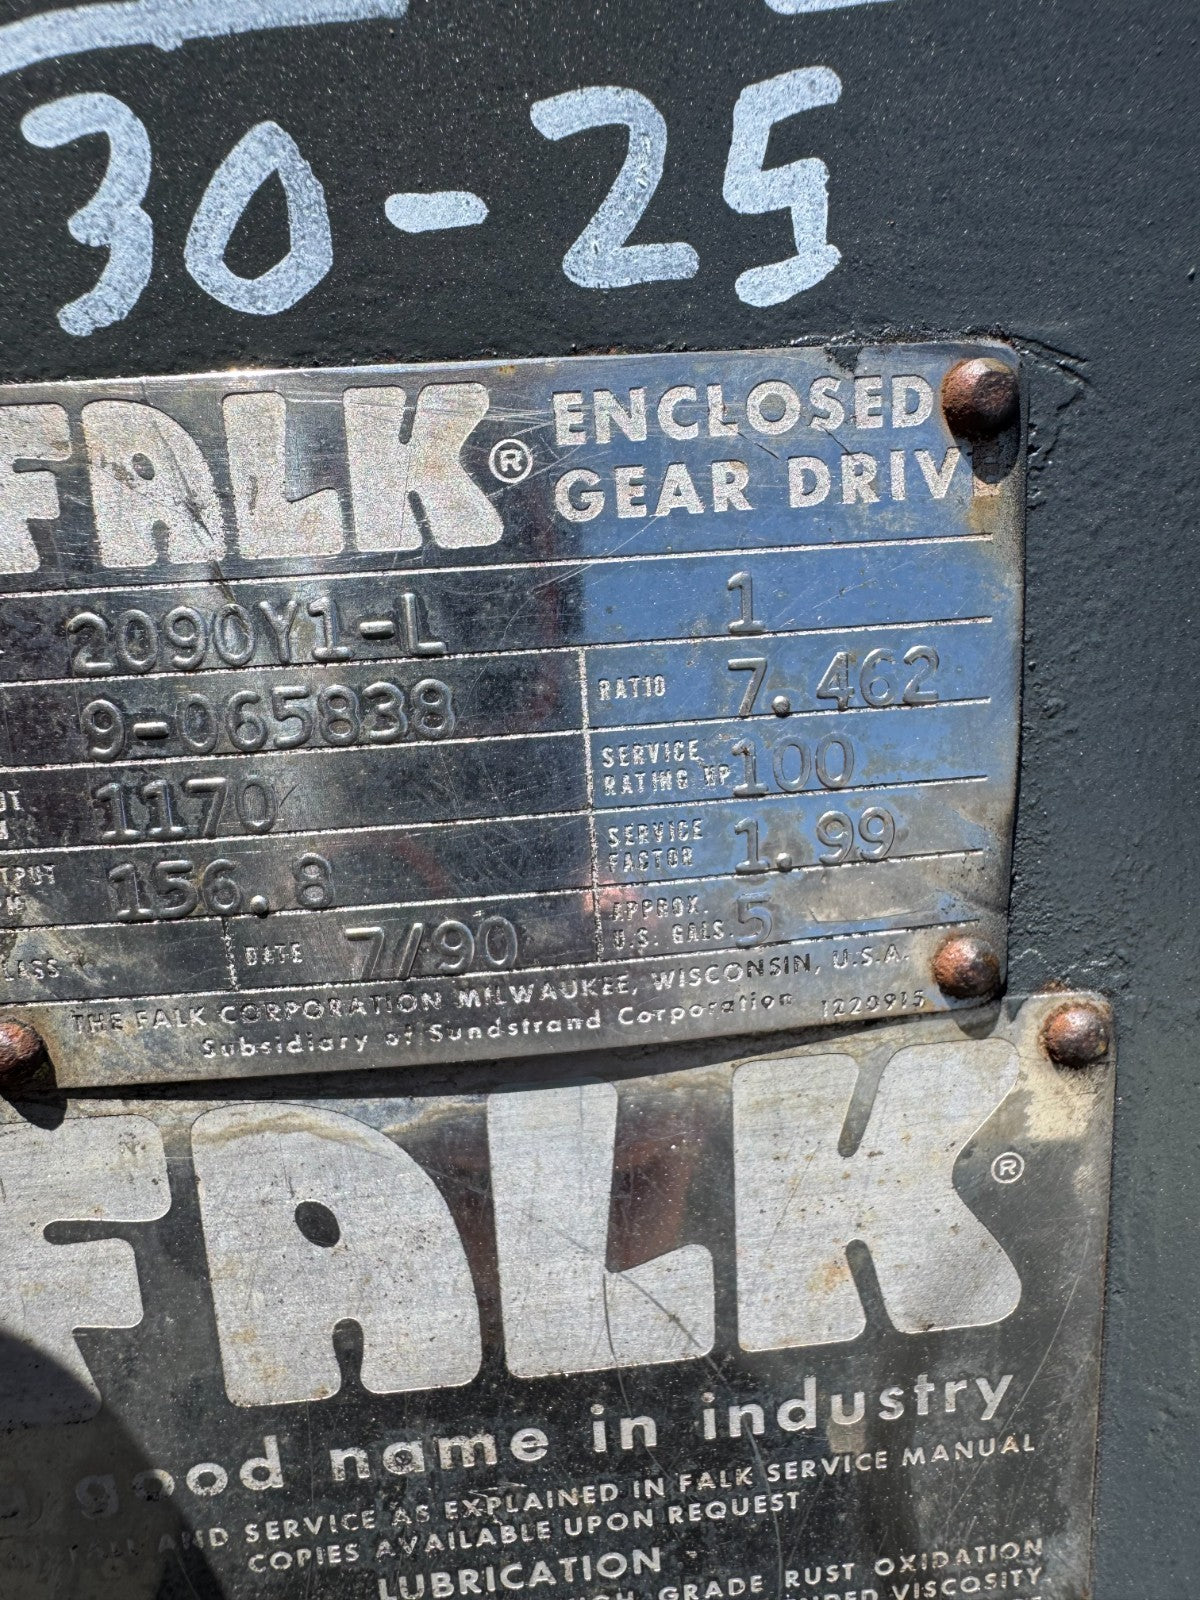 30-25
FALK® ENCLOSED
GEAR DRIVE
2090Y1-L 1
9-065838 RATIO 7.462
1170 SERVICE
RATING HP 100
156.8 SERVICE
FACTOR 1.99
DATE 7/90 APPROX.
U.S. GALS. 5
THE FALK CORPORATION MILWAUKEE, WISCONSIN, U.S.A.
Subsidiary of Sundstrand Corporation 1223915
FALK®
good name in industry
AND SERVICE AS EXPLAINED IN FALK SERVICE MANUAL
COPIES AVAILABLE UPON REQUEST
LUBRICATION
GRADE RUST OXIDATION
VISCOSITY